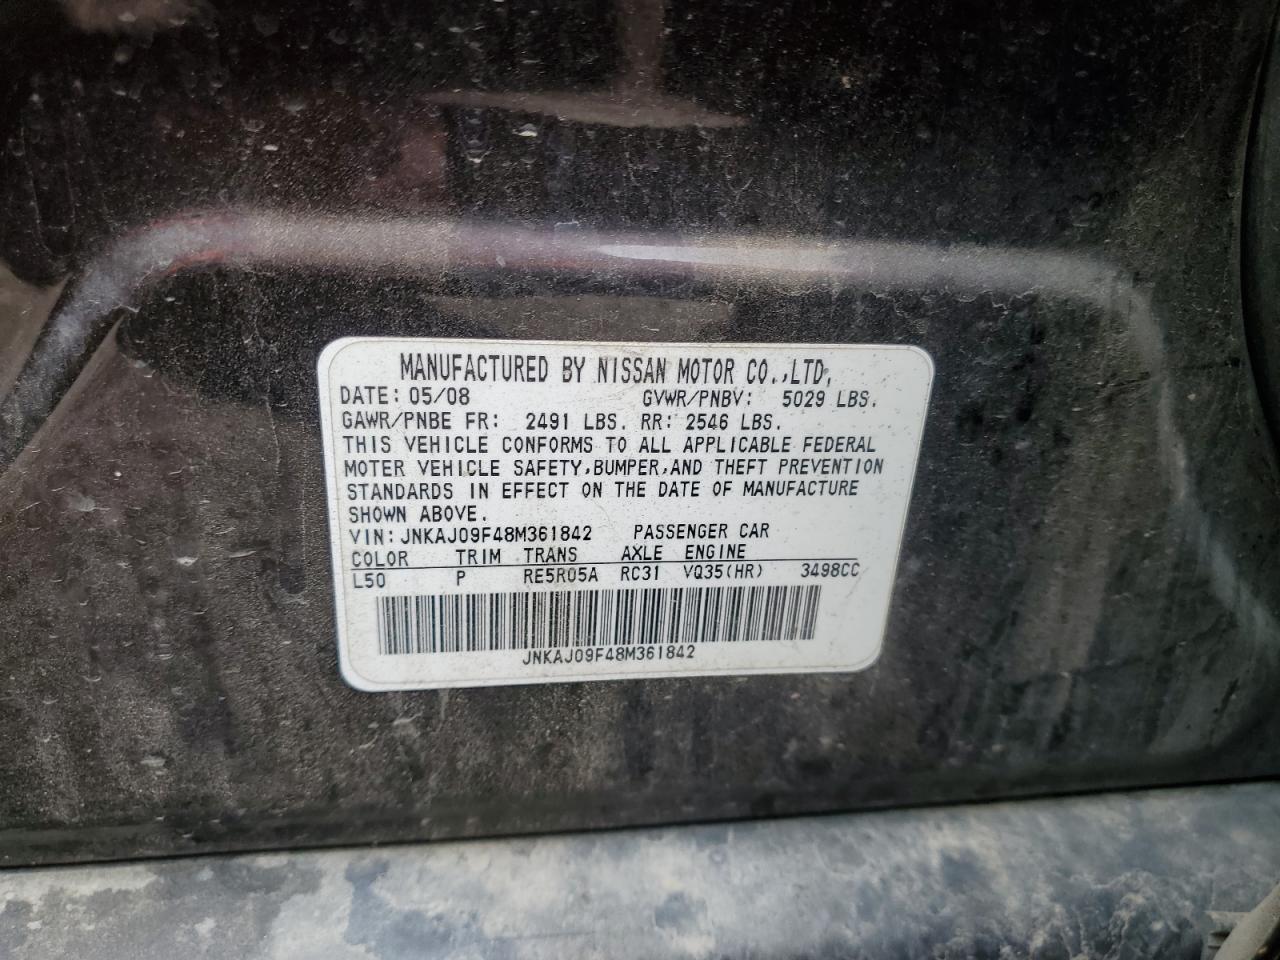 MANUFACTURED BY NISSAN MOTOR CO.,LTD.
DATE: 05/08 GVWR/PNBV: 5029 LBS.
GAWR/PNBE FR: 2491 LBS. RR: 2546 LBS.
THIS VEHICLE CONFORMS TO ALL APPLICABLE FEDERAL
MOTER VEHICLE SAFETY,BUMPER,AND THEFT PREVENTION
STANDARDS IN EFFECT ON THE DATE OF MANUFACTURE
SHOWN ABOVE.
VIN: JNKAJ09F48M361842 PASSENGER CAR
COLOR TRIM TRANS AXLE ENGINE
L50 P RE5R05A RC31 VQ35(HR) 3498CC
JNKAJ09F48M361842